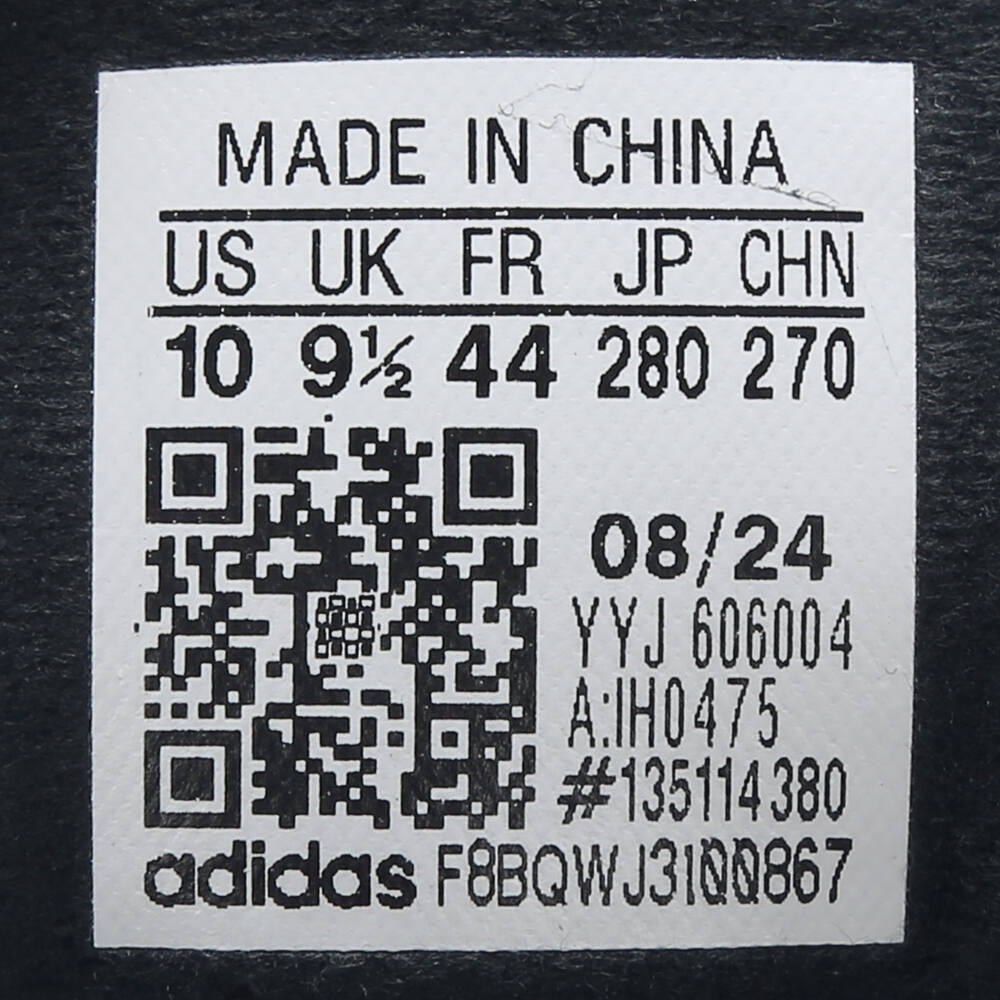 MADE IN CHINA
US UK FR JP CHN
10 9½ 44 280 270
08/24
YYJ 606004
A:IH0475
#135114380
adidas